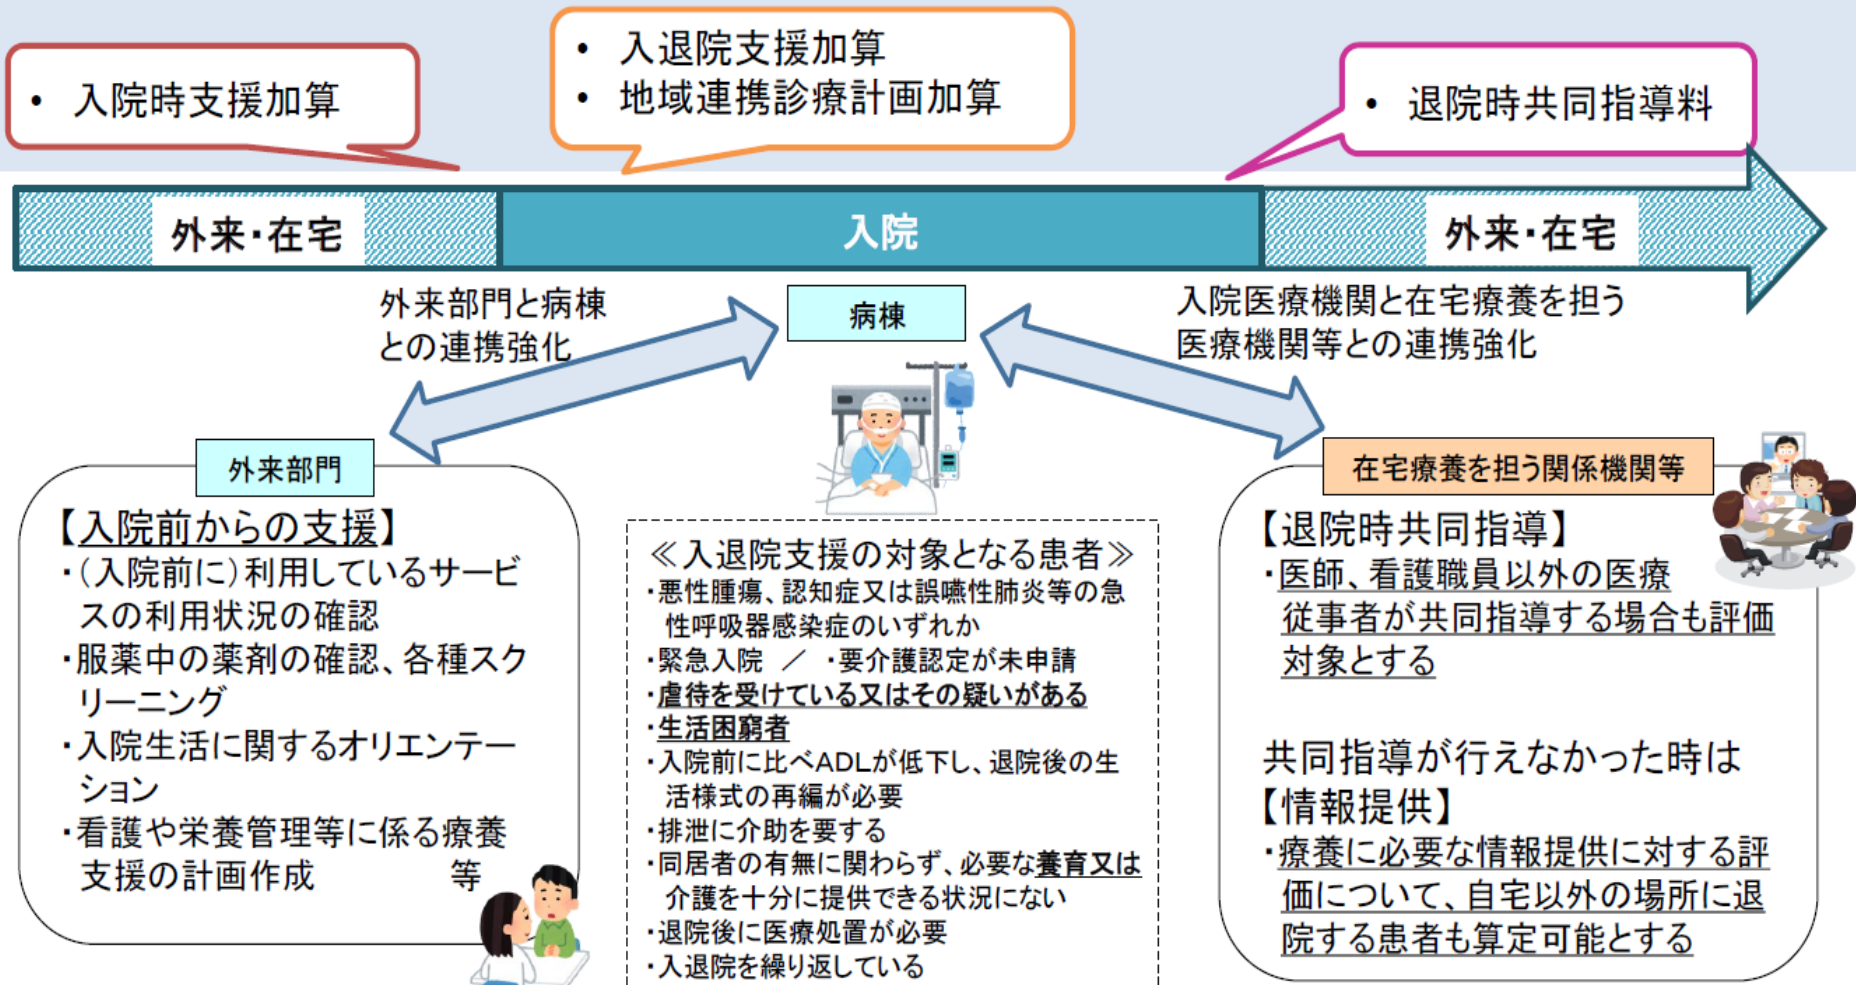 ・ 入院時支援加算
・ 入退院支援加算
・ 地域連携診療計画加算
・ 退院時共同指導料
外来・在宅
入院
外来・在宅
外来部門と病棟
との連携強化
病棟
入院医療機関と在宅療養を担う
医療機関等との連携強化
外来部門
【入院前からの支援】
・(入院前に)利用しているサービ
スの利用状況の確認
・服薬中の薬剤の確認、各種スク
リーニング
・入院生活に関するオリエンテー
ション
・看護や栄養管理等に係る療養
支援の計画作成 等
≪入退院支援の対象となる患者≫
・悪性腫瘍、認知症又は誤嚥性肺炎等の急
性呼吸器感染症のいずれか
・緊急入院 / ・要介護認定が未申請
・虐待を受けている又はその疑いがある
・生活困窮者
・入院前に比べADLが低下し、退院後の生
活様式の再編が必要
・排泄に介助を要する
・同居者の有無に関わらず、必要な養育又は
介護を十分に提供できる状況にない
・退院後に医療処置が必要
・入退院を繰り返している
在宅療養を担う関係機関等
【退院時共同指導】
・医師、看護職員以外の医療
従事者が共同指導する場合も評価
対象とする
共同指導が行えなかった時は
【情報提供】
・療養に必要な情報提供に対する評
価について、自宅以外の場所に退
院する患者も算定可能とする